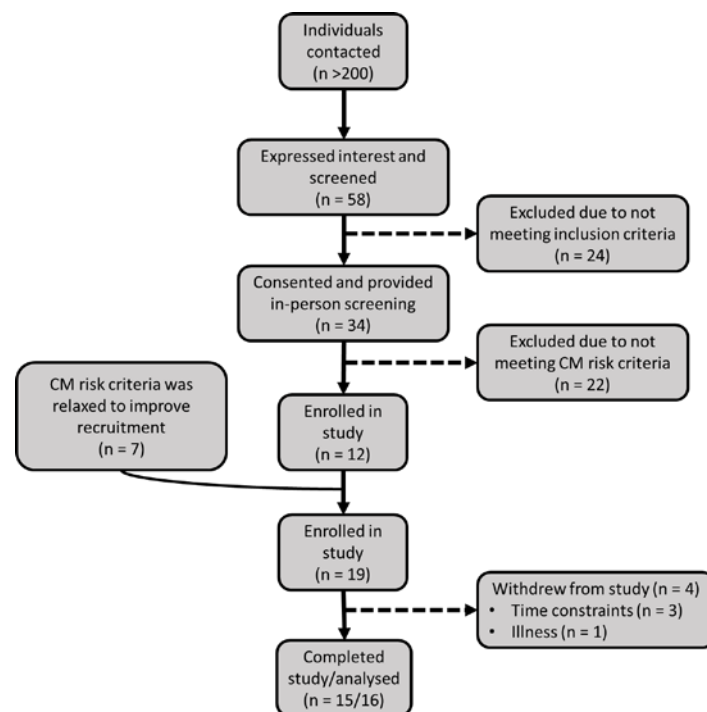 Individuals
contacted
(n >200)
Expressed interest and
screened
(n = 58)
Excluded due to not
meeting inclusion criteria
(n = 24)
Consented and provided
in-person screening
(n = 34)
Excluded due to not
meeting CM risk criteria
(n = 22)
CM risk criteria was
relaxed to improve
recruitment
(n = 7)
Enrolled in
study
(n = 12)
Enrolled in
study
(n = 19)
Withdrew from study (n = 4)
• Time constraints (n = 3)
• Illness (n = 1)
Completed
study/analysed
(n = 15/16)